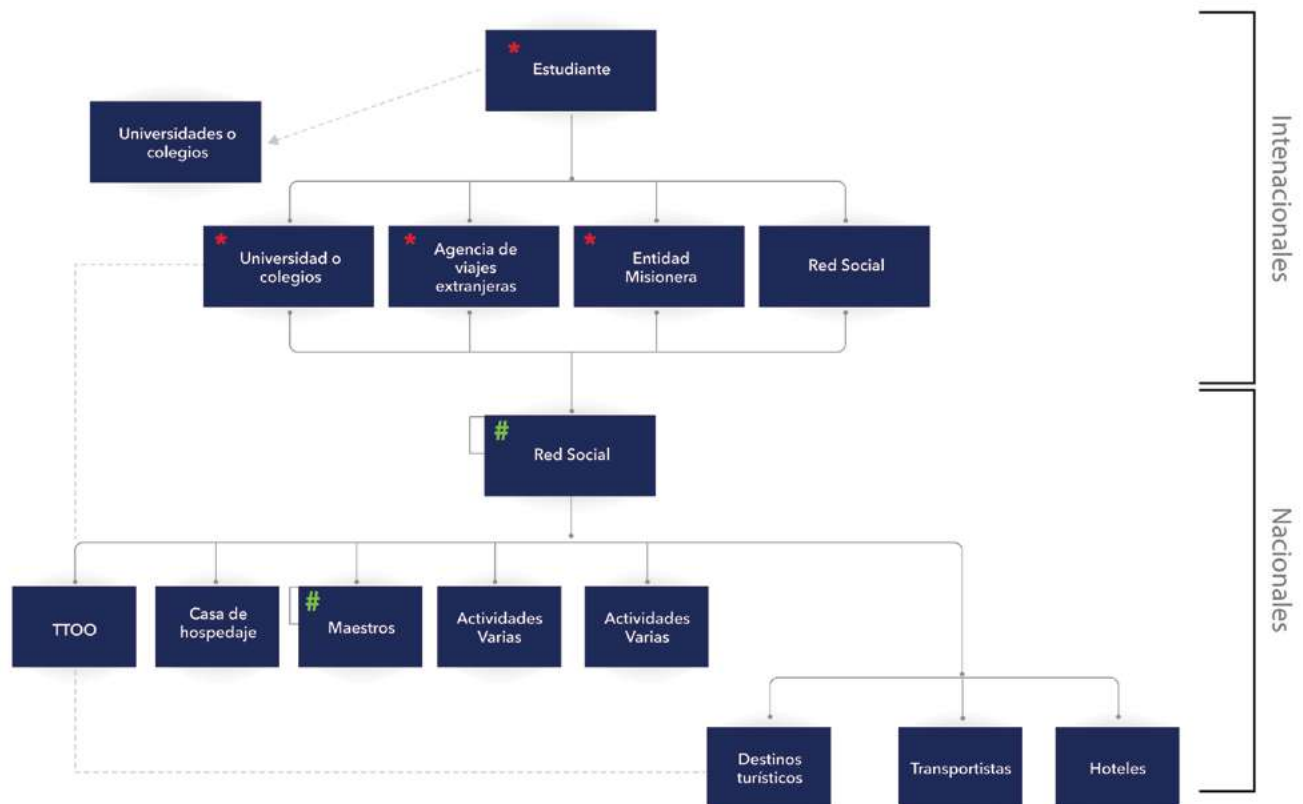 *
Estudiante
Universidades o
colegios
*
Universidad o
colegios
*
Agencia de
viajes
extranjeras
*
Entidad
Misionera
Red Social
Intenacionales
#
Red Social
TTOO
Casa de
hospedaje
#
Maestros
Actividades
Varias
Actividades
Varias
Destinos
turísticos
Transportistas
Hoteles
Nacionales